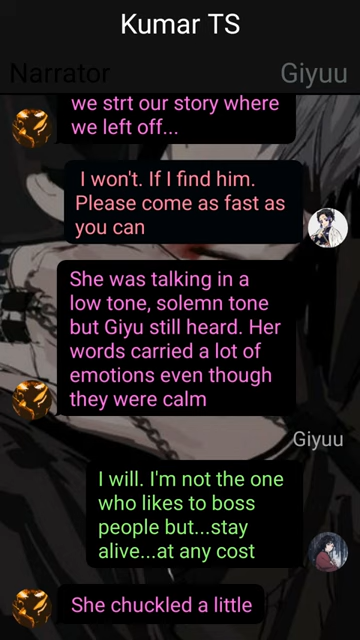 Kumar TS
Narrator
Giyuu
we strt our story where
we left off...
I won't. If I find him.
Please come as fast as
you can
She was talking in a
low tone, solemn tone
but Giyu still heard. Her
words carried a lot of
emotions even though
they were calm
Giyuu
I will. I'm not the one
who likes to boss
people but...stay
alive...at any cost
She chuckled a little